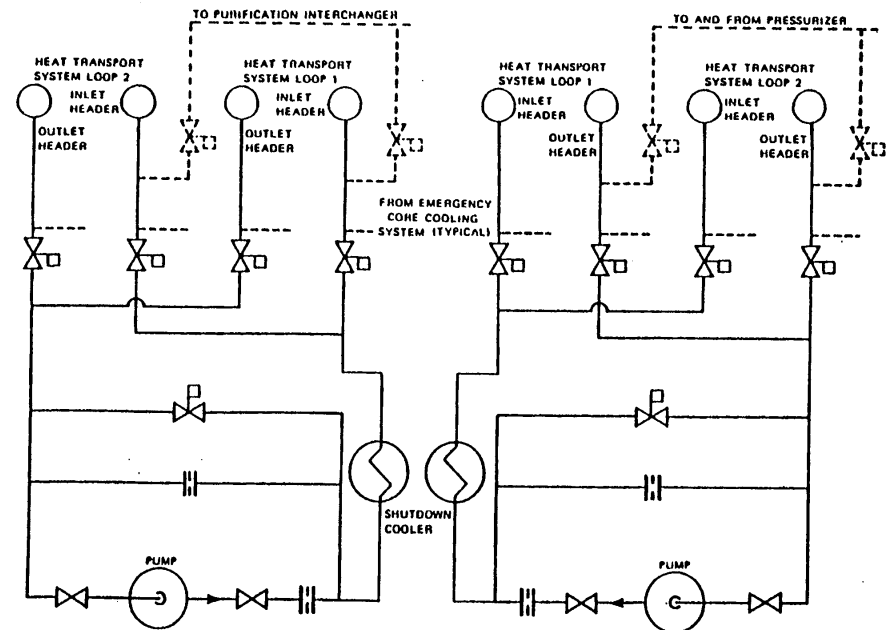 TO PURIFICATION INTERCHANGER
TO AND FROM PRESSURIZER
HEAT TRANSPORT
SYSTEM LOOP 2
HEAT TRANSPORT
SYSTEM LOOP 1
HEAT TRANSPORT
SYSTEM LOOP 1
HEAT TRANSPORT
SYSTEM LOOP 2
INLET
HEADER
INLET
HEADER
INLET
HEADER
INLET
HEADER
OUTLET
HEADER
OUTLET
HEADER
OUTLET
HEADER
OUTLET
HEADER
FROM EMERGENCY
CORE COOLING
SYSTEM (TYPICAL)
SHUTDOWN
COOLER
PUMP
PUMP